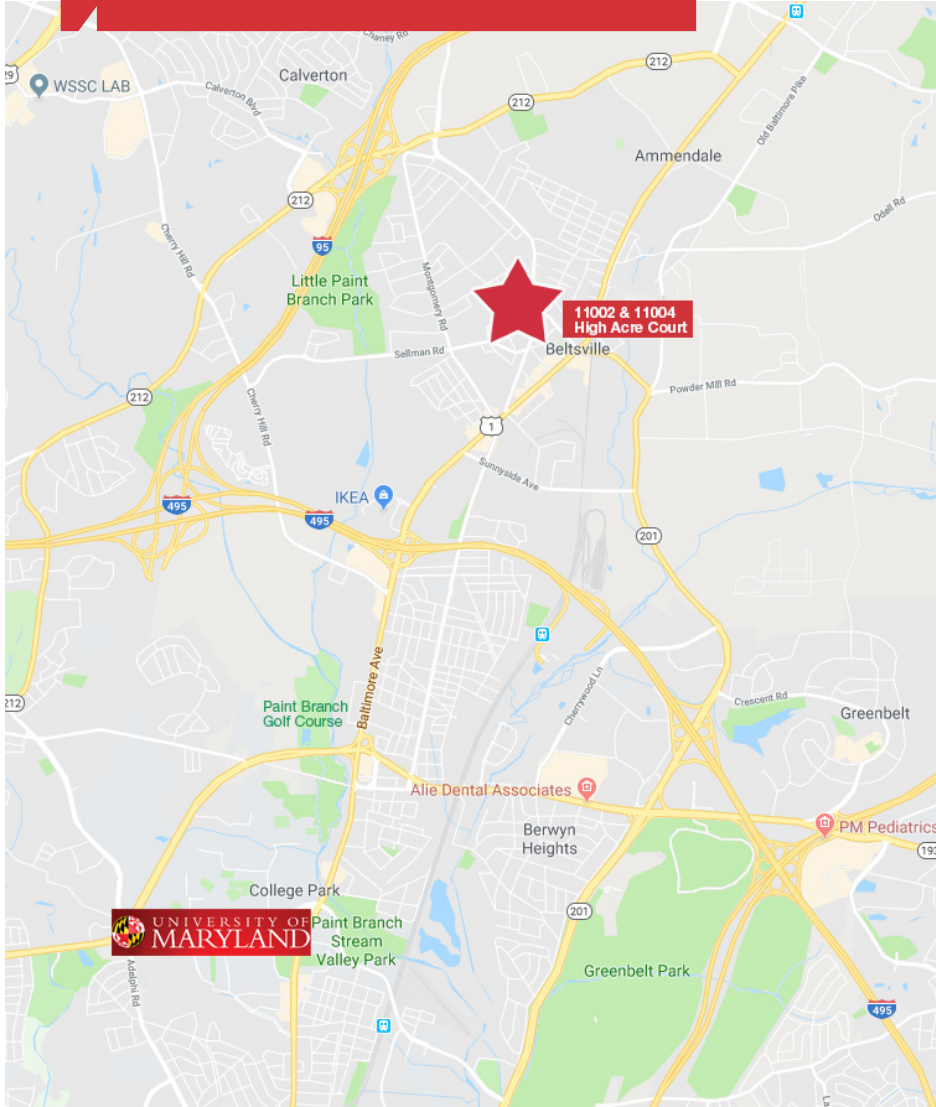 Chaney Rd
29
WSSC LAB
Calverton
Calverton Blvd
212
212
Old Baltimore Pike
Ammendale
212
Odell Rd
Cherry Hill Rd
95
Little Paint
Branch Park
Montgomery Rd
11002 & 11004
High Acre Court
Sellman Rd
Beltsville
212
Cherry Hill Rd
Powder Mill Rd
1
Sunnyside Ave
IKEA
495
495
201
Baltimore Ave
Cherrywood Ln
212
Paint Branch
Golf Course
Crescent Rd
Greenbelt
Alie Dental Associates
PM Pediatrics
Berwyn
Heights
193
College Park
201
UNIVERSITY OF
MARYLAND
Paint Branch
Stream
Valley Park
Adelphi Rd
Greenbelt Park
495